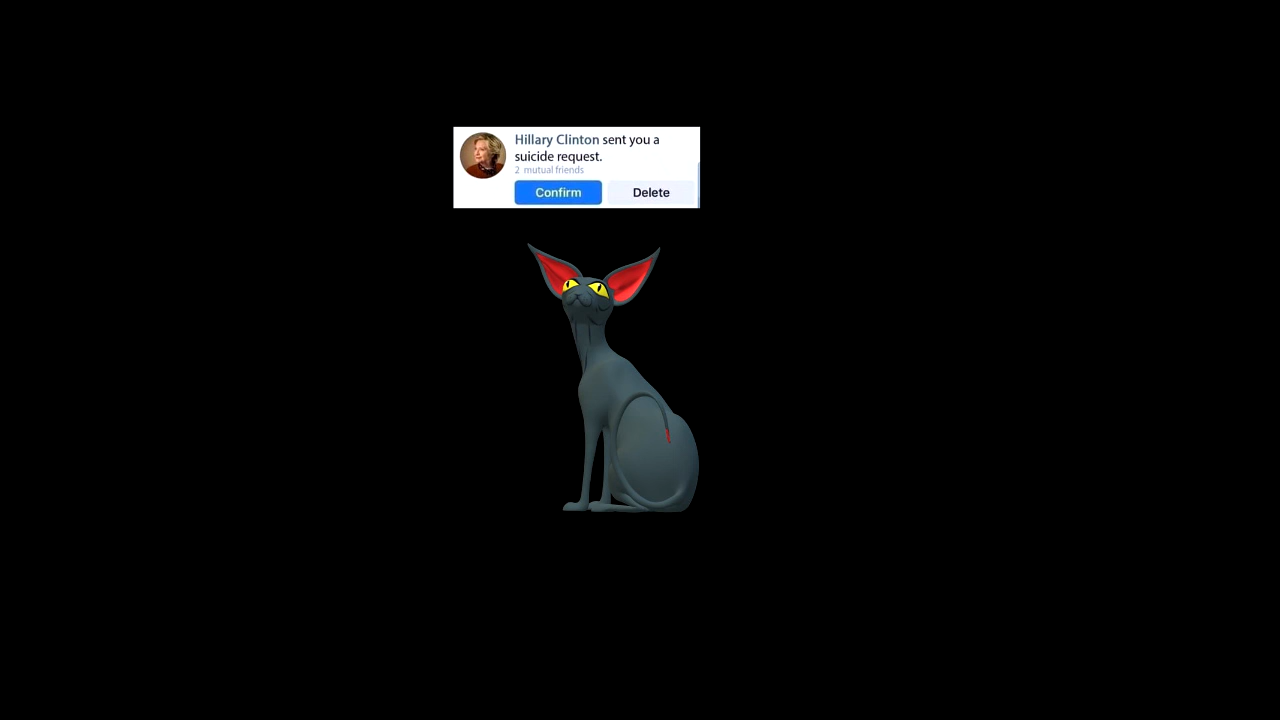 Hillary Clinton sent you a
suicide request.
2 mutual friends
Confirm Delete